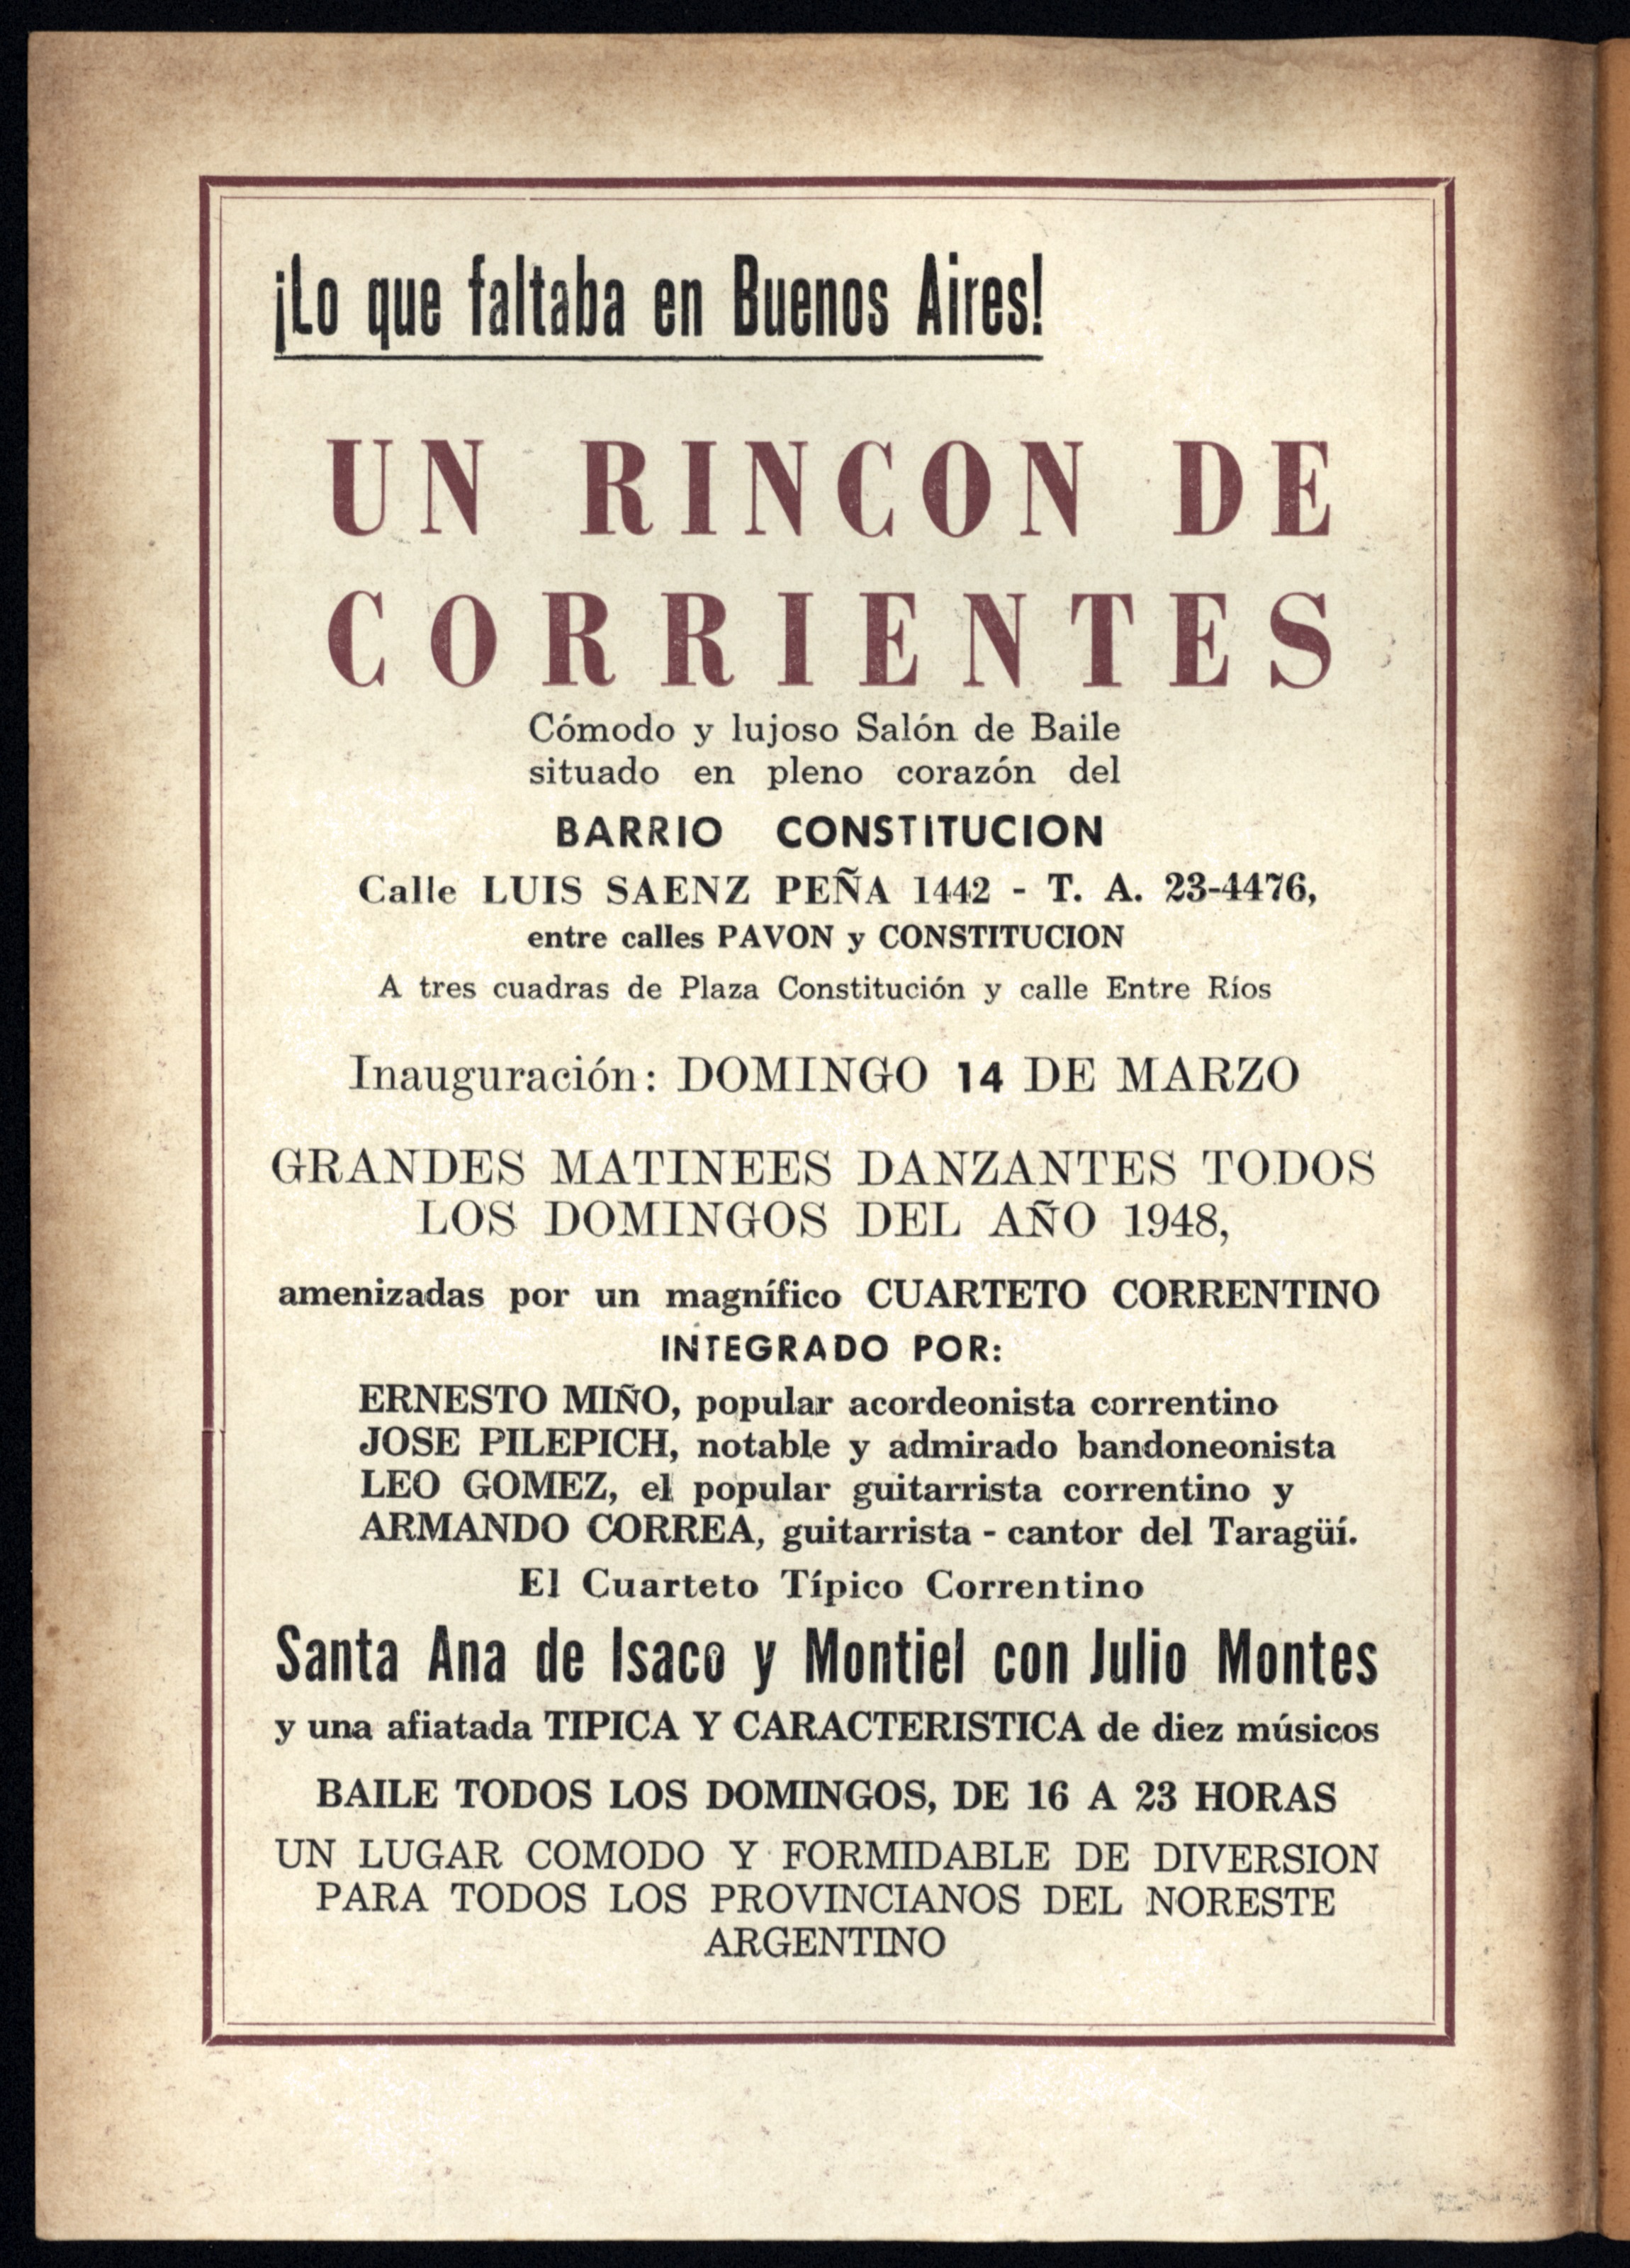 ¡Lo que faltaba en Buenos Aires!
UN RINCON DE
CORRIENTES
Cómodo y lujoso Salón de Baile
situado en pleno corazón del
BARRIO CONSTITUCION
Calle LUIS SAENZ PEÑA 1442 - T. A. 23-4476,
entre calles PAVON y CONSTITUCION
A tres cuadras de Plaza Constitución y calle Entre Ríos
Inauguración: DOMINGO 14 DE MARZO
GRANDES MATINEES DANZANTES TODOS
LOS DOMINGOS DEL AÑO 1948,
amenizadas por un magnífico CUARTETO CORRENTINO
INTEGRADO POR:
ERNESTO MIÑO, popular acordeonista correntino
JOSE PILEPICH, notable y admirado bandoneonista
LEO GOMEZ, el popular guitarrista correntino y
ARMANDO CORREA, guitarrista - cantor del Taragüí.
El Cuarteto Típico Correntino
Santa Ana de Isaco y Montiel con Julio Montes
y una afiatada TIPICA Y CARACTERISTICA de diez músicos
BAILE TODOS LOS DOMINGOS, DE 16 A 23 HORAS
UN LUGAR COMODO Y FORMIDABLE DE DIVERSION
PARA TODOS LOS PROVINCIANOS DEL NORESTE
ARGENTINO